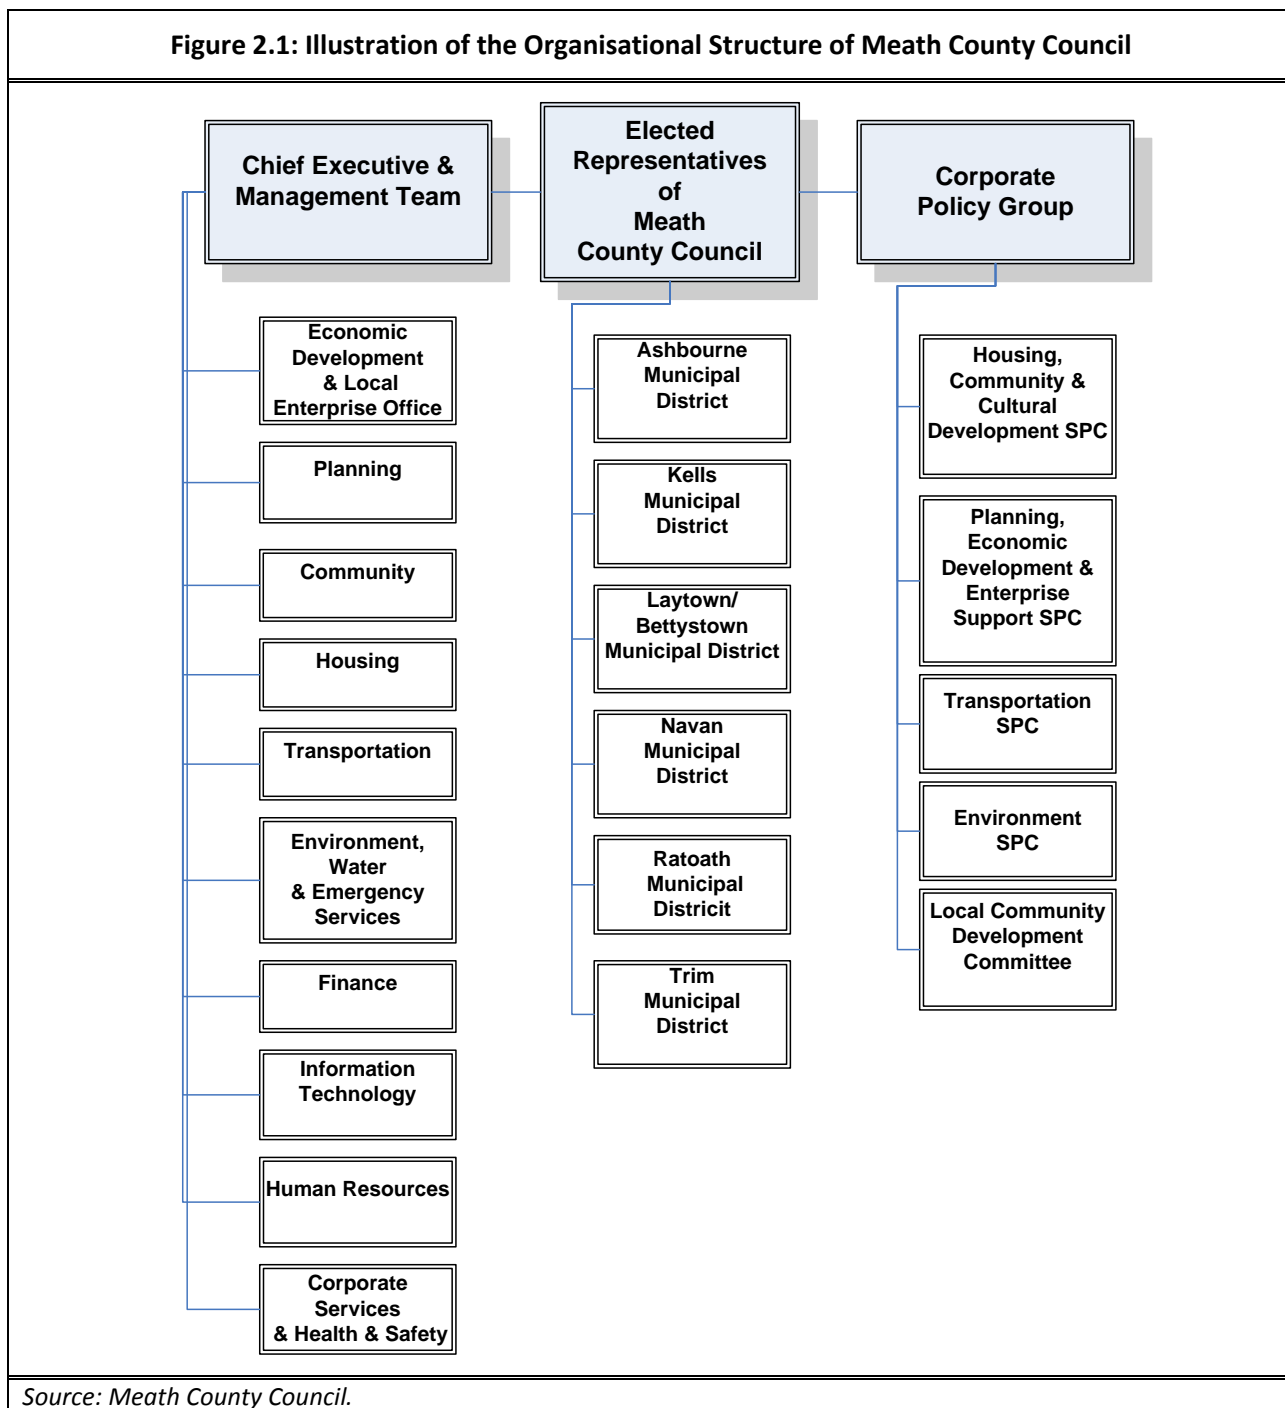 Figure 2.1: Illustration of the Organisational Structure of Meath County Council
Chief Executive &
Management Team
Elected
Representatives
of
Meath
County Council
Corporate
Policy Group
Economic
Development
& Local
Enterprise Office
Planning
Community
Housing
Transportation
Environment,
Water
& Emergency
Services
Finance
Information
Technology
Human Resources
Corporate
Services
& Health & Safety
Ashbourne
Municipal
District
Kells
Municipal
District
Laytown/
Bettystown
Municipal District
Navan
Municipal
District
Ratoath
Municipal
Districit
Trim
Municipal
District
Housing,
Community &
Cultural
Development SPC
Planning,
Economic
Development &
Enterprise
Support SPC
Transportation
SPC
Environment
SPC
Local Community
Development
Committee
Source: Meath County Council.